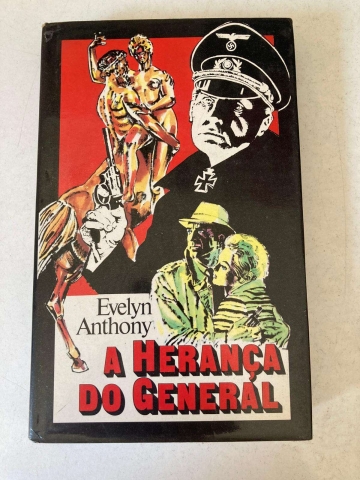 Evelyn
Anthony
A HERANÇA
DO GENERAL